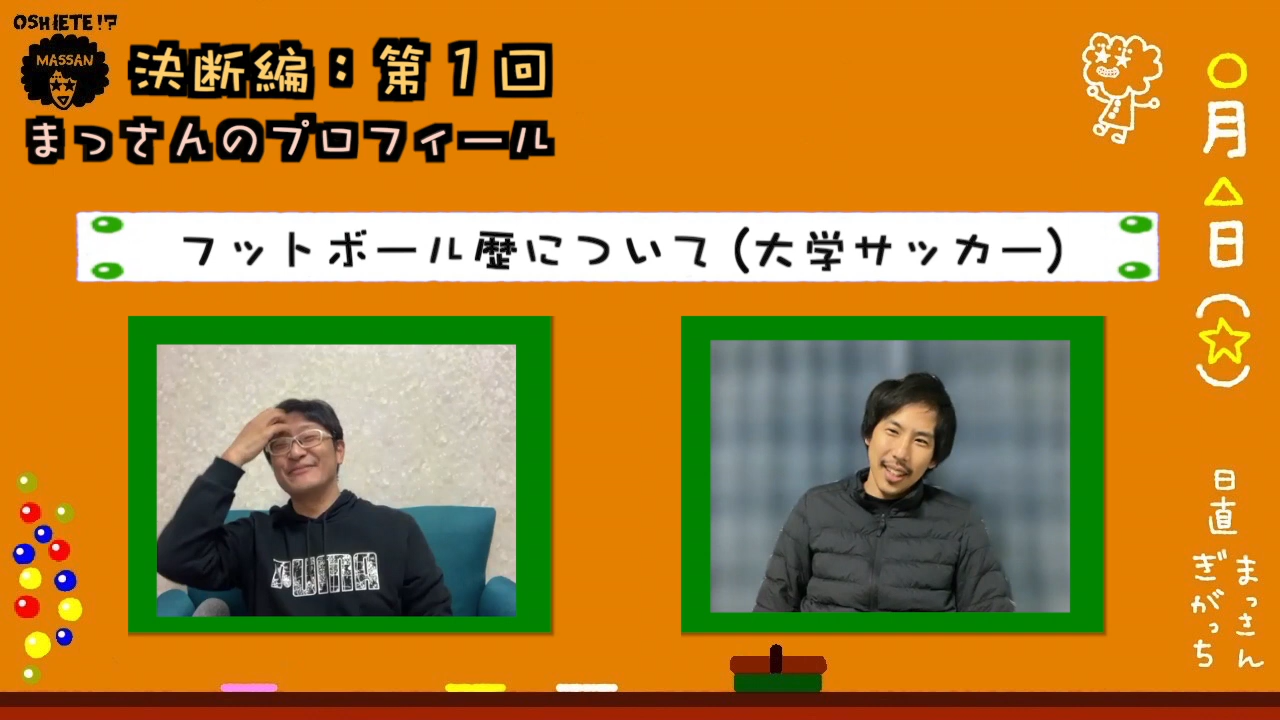 OSHIETE!?
MASSAN
決断編：第１回
まっさんのプロフィール
フットボール歴について(大学サッカー)
PUMA
○月△日(☆)
日直
まっさん
ぎがっち